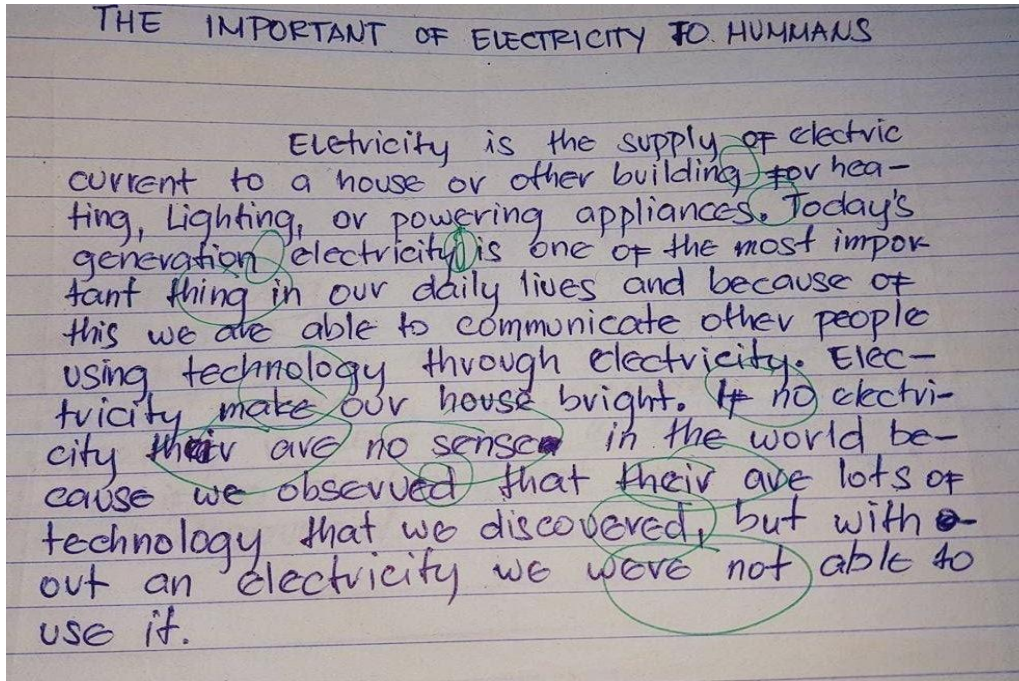 THE IMPORTANT OF ELECTRICITY TO HUMMANS
Eletricity is the supply of electric
current to a house or other building for hea-
ting, Lighting, or powering appliances. Today's
generation electricity is one of the most impor-
tant thing in our daily lives and because of
this we are able to communicate other people
using technology through electricity. Elec-
tricity make our house bright. If no electri-
city their are no sense in the world be-
cause we observed that their are lots of
technology that we discovered, but with-
out an electricity we were not able to
use it.